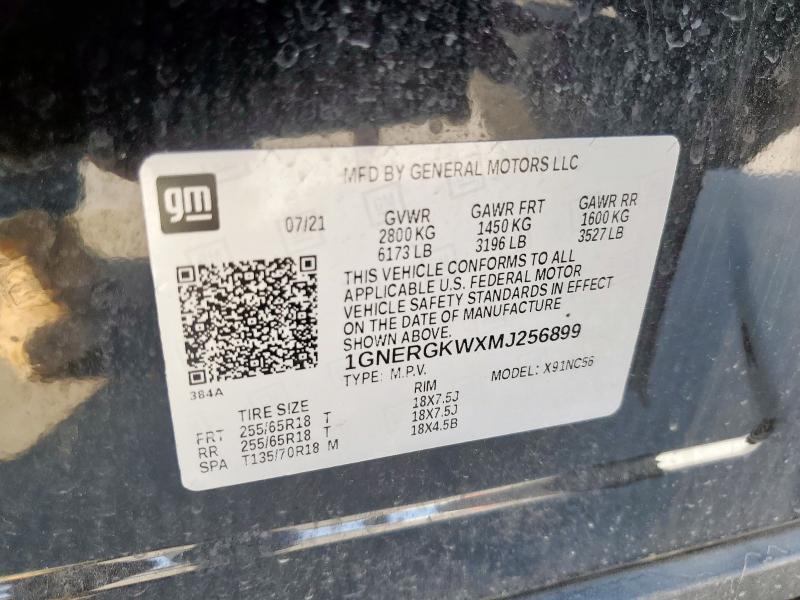 MFD BY GENERAL MOTORS LLC
gm
07/21 GVWR GAWR FRT GAWR RR
2800 KG 1450 KG 1600 KG
6173 LB 3196 LB 3527 LB
THIS VEHICLE CONFORMS TO ALL
APPLICABLE U.S. FEDERAL MOTOR
VEHICLE SAFETY STANDARDS IN EFFECT
ON THE DATE OF MANUFACTURE
SHOWN ABOVE.
1GNERGKWXMJ256899
TYPE: M.P.V. MODEL: X91NC56
384A
TIRE SIZE RIM
FRT 255/65R18 T 18X7.5J
RR 255/65R18 T 18X7.5J
SPA T135/70R18 M 18X4.5B